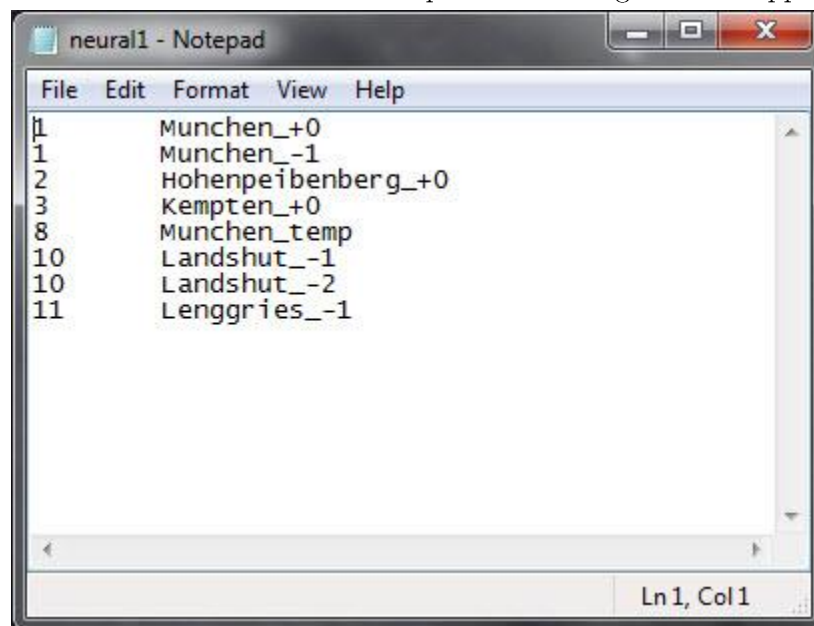 neural1 - Notepad
File Edit Format View Help
1 Munchen_+0
1 Munchen_-1
2 Hohenpeibenberg_+0
3 Kempten_+0
8 Munchen_temp
10 Landshut_-1
10 Landshut_-2
11 Lenggries_-1
Ln 1, Col 1